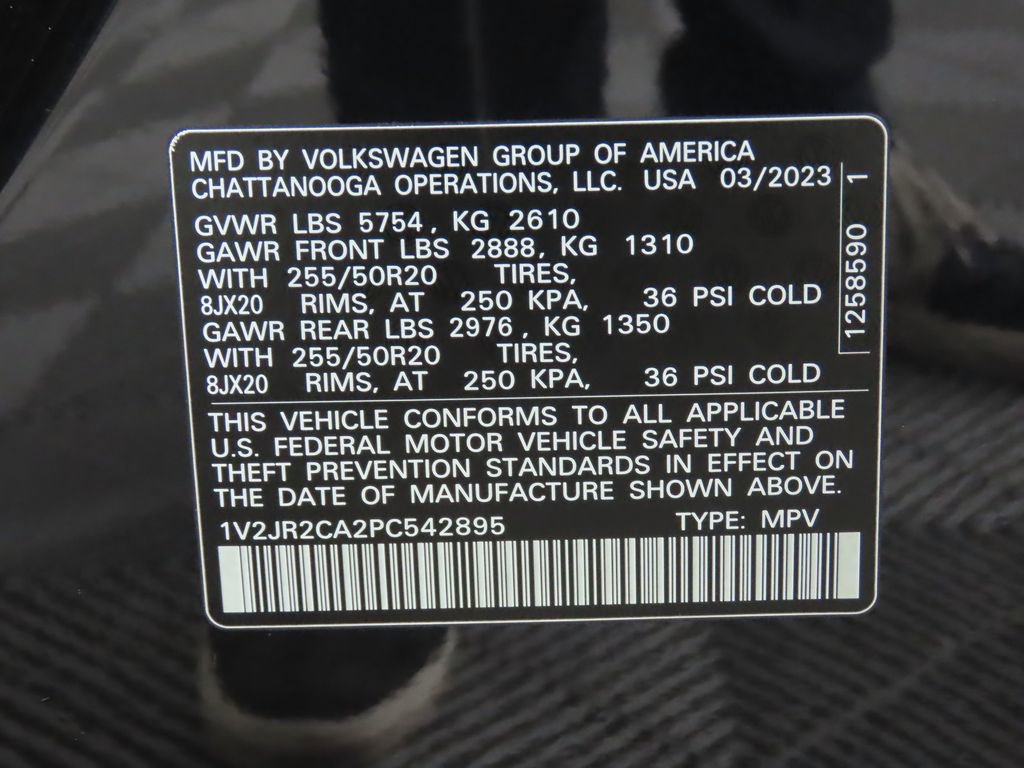 MFD BY VOLKSWAGEN GROUP OF AMERICA
CHATTANOOGA OPERATIONS, LLC. USA 03/2023
GVWR LBS 5754, KG 2610
GAWR FRONT LBS 2888, KG 1310
WITH 255/50R20 TIRES,
8JX20 RIMS, AT 250 KPA, 36 PSI COLD
GAWR REAR LBS 2976, KG 1350
WITH 255/50R20 TIRES,
8JX20 RIMS, AT 250 KPA, 36 PSI COLD
THIS VEHICLE CONFORMS TO ALL APPLICABLE
U.S. FEDERAL MOTOR VEHICLE SAFETY AND
THEFT PREVENTION STANDARDS IN EFFECT ON
THE DATE OF MANUFACTURE SHOWN ABOVE.
1V2JR2CA2PC542895 TYPE: MPV
1258590 1